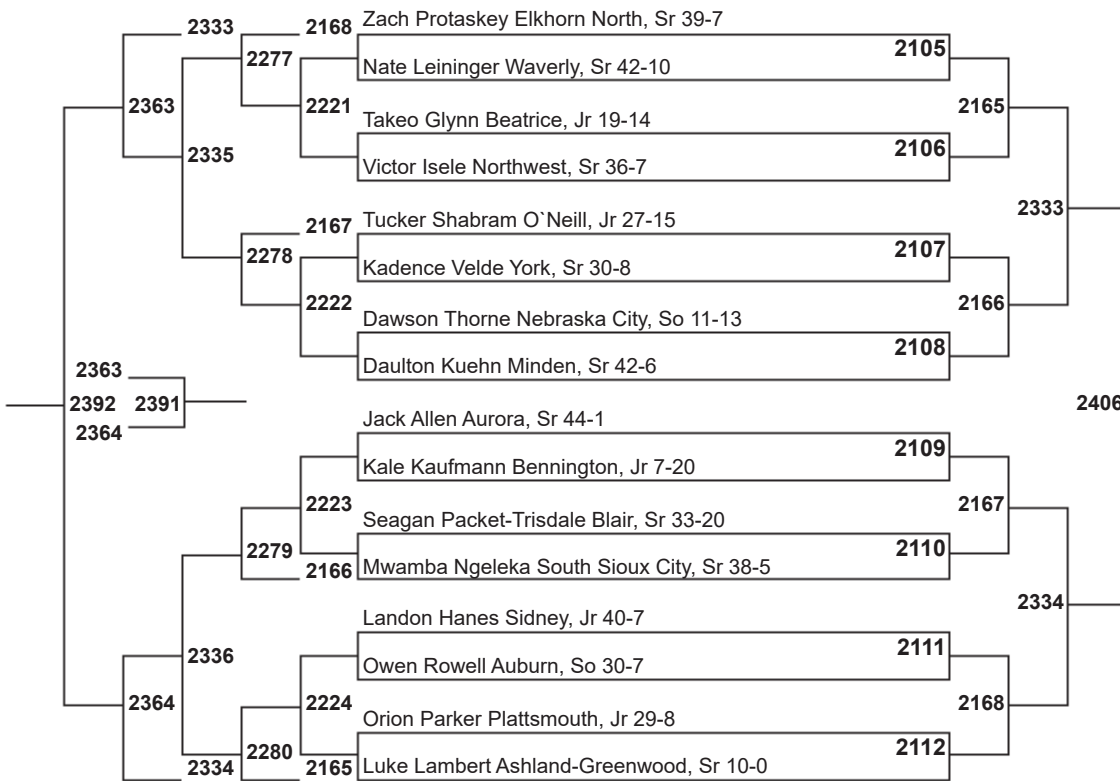 2333 2168 Zach Protaskey Elkhorn North, Sr 39-7
2105
2277
Nate Leininger Waverly, Sr 42-10
2363 2221 2165
Takeo Glynn Beatrice, Jr 19-14
2106
2335
Victor Isele Northwest, Sr 36-7
2333
2167 Tucker Shabram O`Neill, Jr 27-15
2107
2278
Kadence Velde York, Sr 30-8
2222 2166
Dawson Thorne Nebraska City, So 11-13
2108
Daulton Kuehn Minden, Sr 42-6
2363
2392 2391 2406
2364
Jack Allen Aurora, Sr 44-1
2109
Kale Kaufmann Bennington, Jr 7-20
2223 2167
Seagan Packet-Trisdale Blair, Sr 33-20
2110
2279
2166 Mwamba Ngeleka South Sioux City, Sr 38-5
2334
Landon Hanes Sidney, Jr 40-7
2111
2336
Owen Rowell Auburn, So 30-7
2364 2224 2168
Orion Parker Plattsmouth, Jr 29-8
2112
2280
2334 2165 Luke Lambert Ashland-Greenwood, Sr 10-0